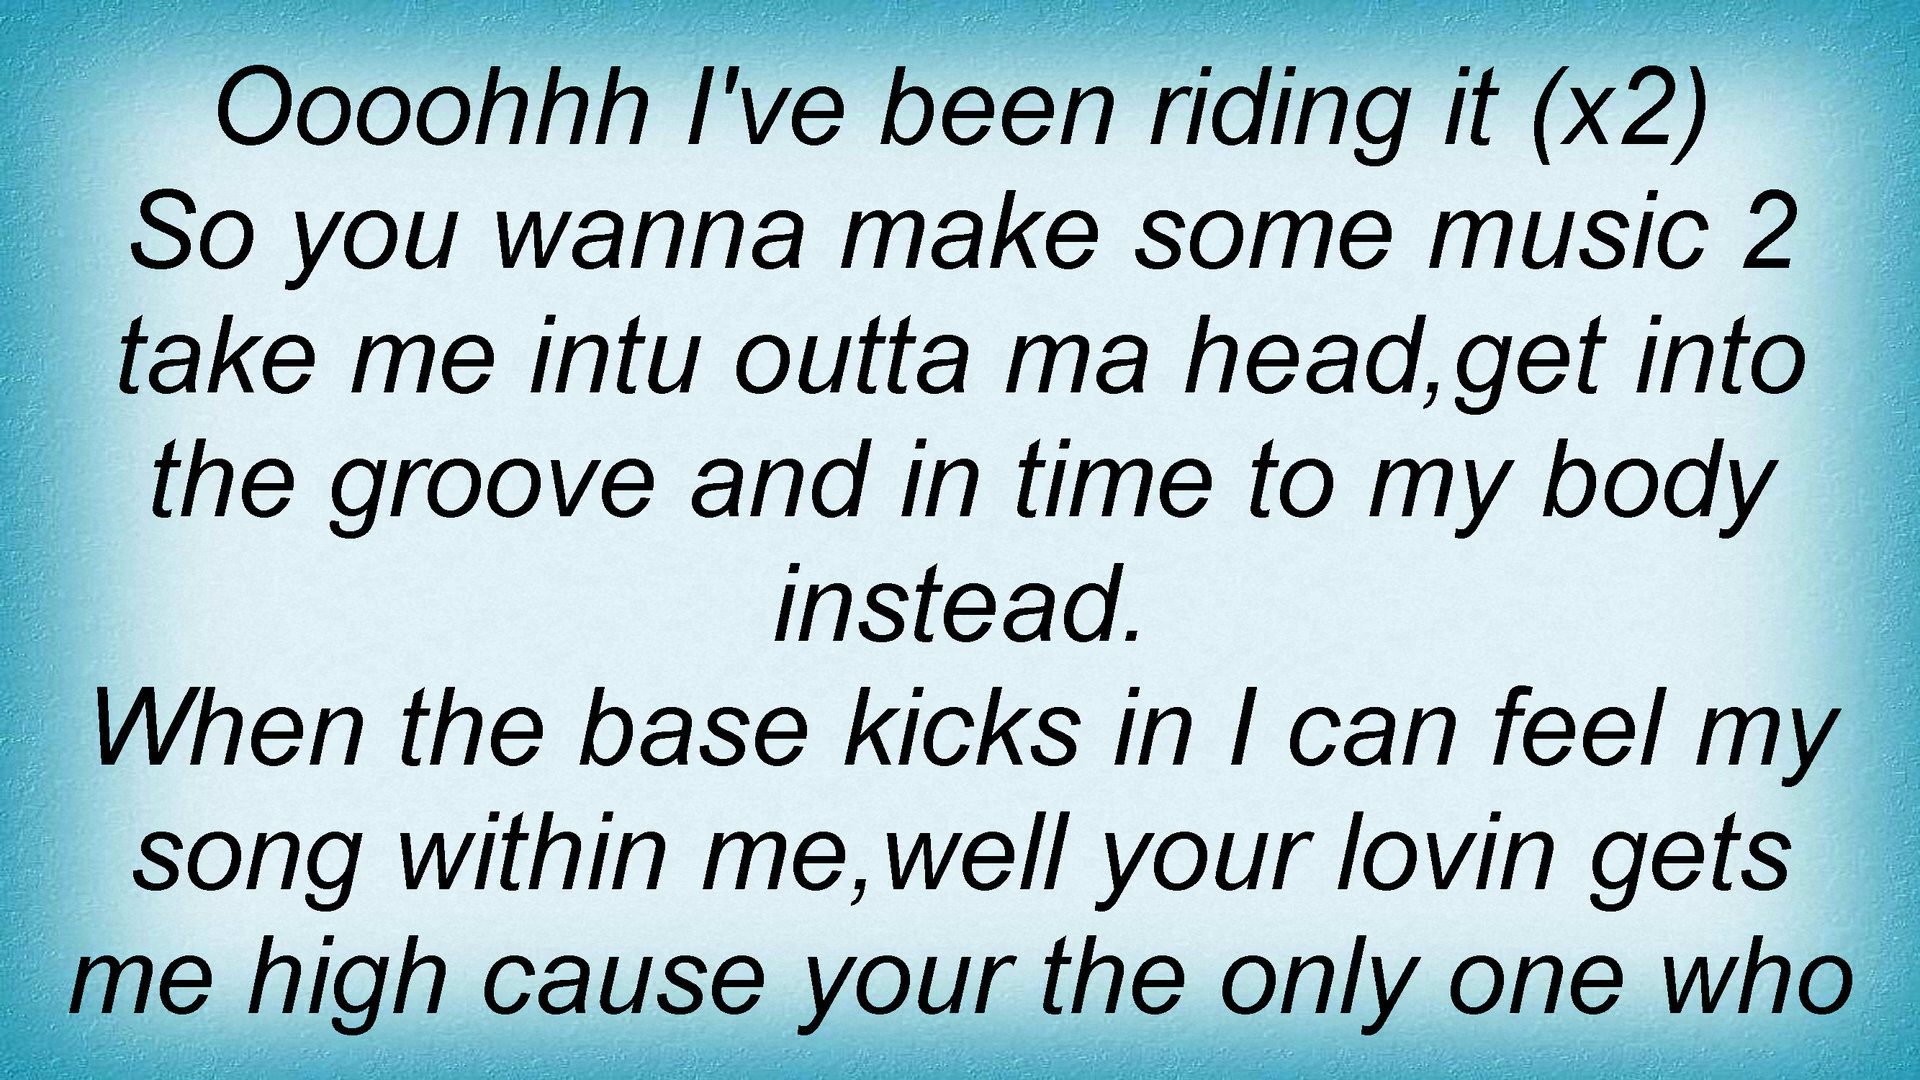 Oooohhh I've been riding it (x2)
So you wanna make some music 2
take me intu outta ma head,get into
the groove and in time to my body
instead.
When the base kicks in I can feel my
song within me,well your lovin gets
me high cause your the only one who